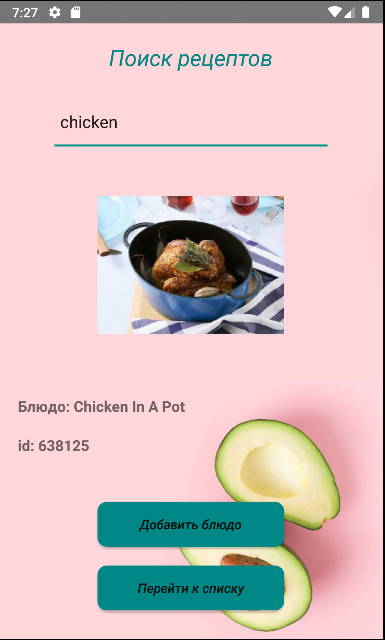 7:27
Поиск рецептов
chicken
Блюдо: Chicken In A Pot
id: 638125
Добавить блюдо
Перейти к списку